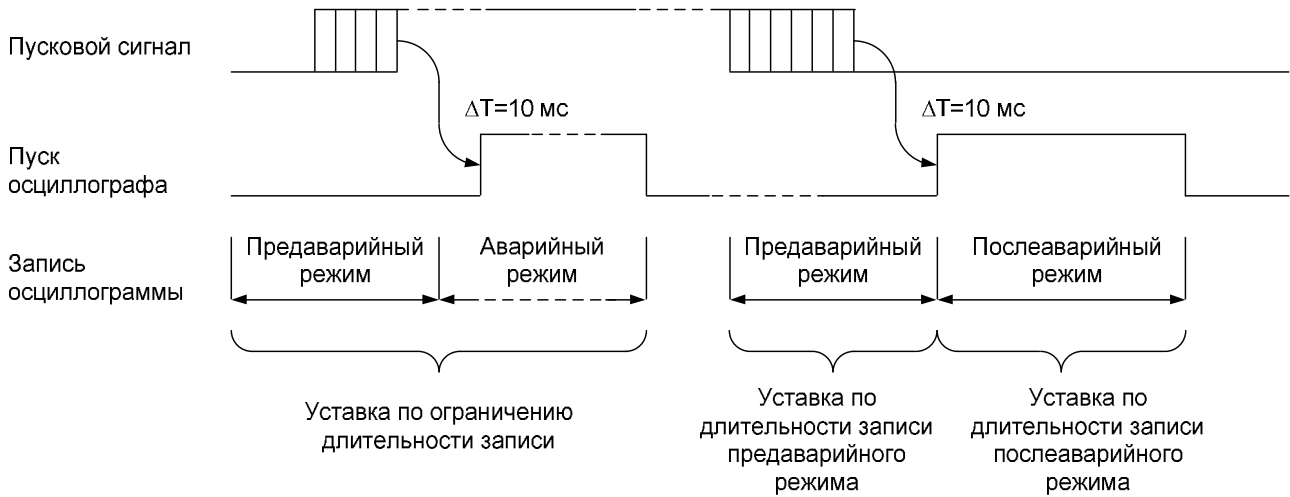 Пусковой сигнал
ΔT=10 мс
ΔT=10 мс
Пуск
осциллографа
Запись
осциллограммы
Предаварийный
режим
Аварийный
режим
Предаварийный
режим
Послеаварийный
режим
Уставка по ограничению
длительности записи
Уставка по
длительности записи
предаварийного
режима
Уставка по
длительности записи
послеаварийного
режима